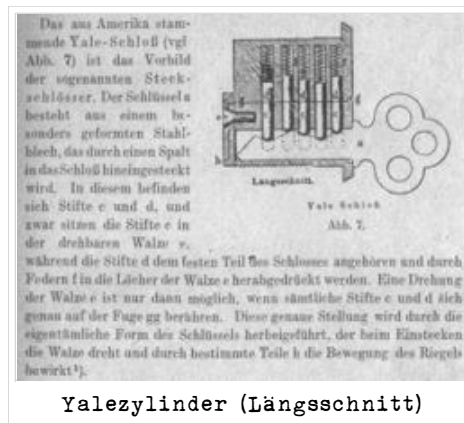 Das aus Amerika stam-
mende Yale-Schloß (vgl
Abb. 7) ist das Vorbild
der sogenannten Steck-
schlösser. Der Schlüssel a
besteht aus einem be-
sonders geformten Stahl-
blech, das durch einen Spalt
in das Schloß hineingesteckt
wird. In diesem befinden
sich Stifte c und d, und
zwar sitzen die Stifte c in
der drehbaren Walze e,
während die Stifte d dem festen Teil des Schlosses angehören und durch
Federn f in die Löcher der Walze e herabgedrückt werden. Eine Drehung
der Walze e ist nur dann möglich, wenn sämtliche Stifte c und d sich
genau auf der Fuge gg berühren. Diese genaue Stellung wird durch die
eigentümliche Form des Schlüssels herbeigeführt, der beim Einstecken
die Walze dreht und durch bestimmte Teile h die Bewegung des Riegels
bewirkt¹).
Längsschnitt.
Yale Schloß
Abb. 7.
Yalezylinder (Längsschnitt)